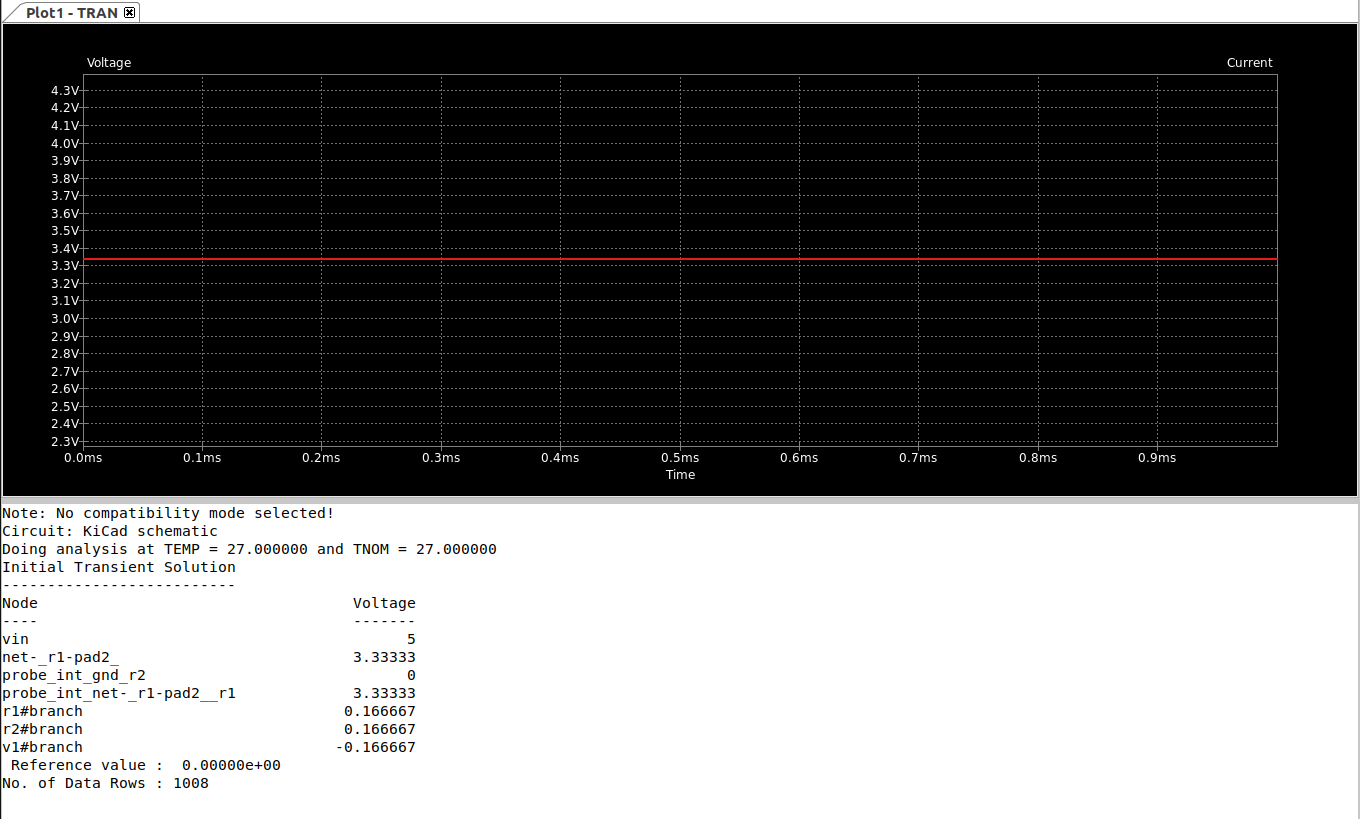 Plot1 - TRAN
Voltage Current
4.3V
4.2V
4.1V
4.0V
3.9V
3.8V
3.7V
3.6V
3.5V
3.4V
3.3V
3.2V
3.1V
3.0V
2.9V
2.8V
2.7V
2.6V
2.5V
2.4V
2.3V
0.0ms 0.1ms 0.2ms 0.3ms 0.4ms 0.5ms 0.6ms 0.7ms 0.8ms 0.9ms
Time
Note: No compatibility mode selected!
Circuit: KiCad schematic
Doing analysis at TEMP = 27.000000 and TNOM = 27.000000
Initial Transient Solution
--------------------------
Node Voltage
---- -------
vin 5
net-_r1-pad2_ 3.33333
probe_int_gnd_r2 0
probe_int_net-_r1-pad2__r1 3.33333
r1#branch 0.166667
r2#branch 0.166667
v1#branch -0.166667
Reference value : 0.00000e+00
No. of Data Rows : 1008